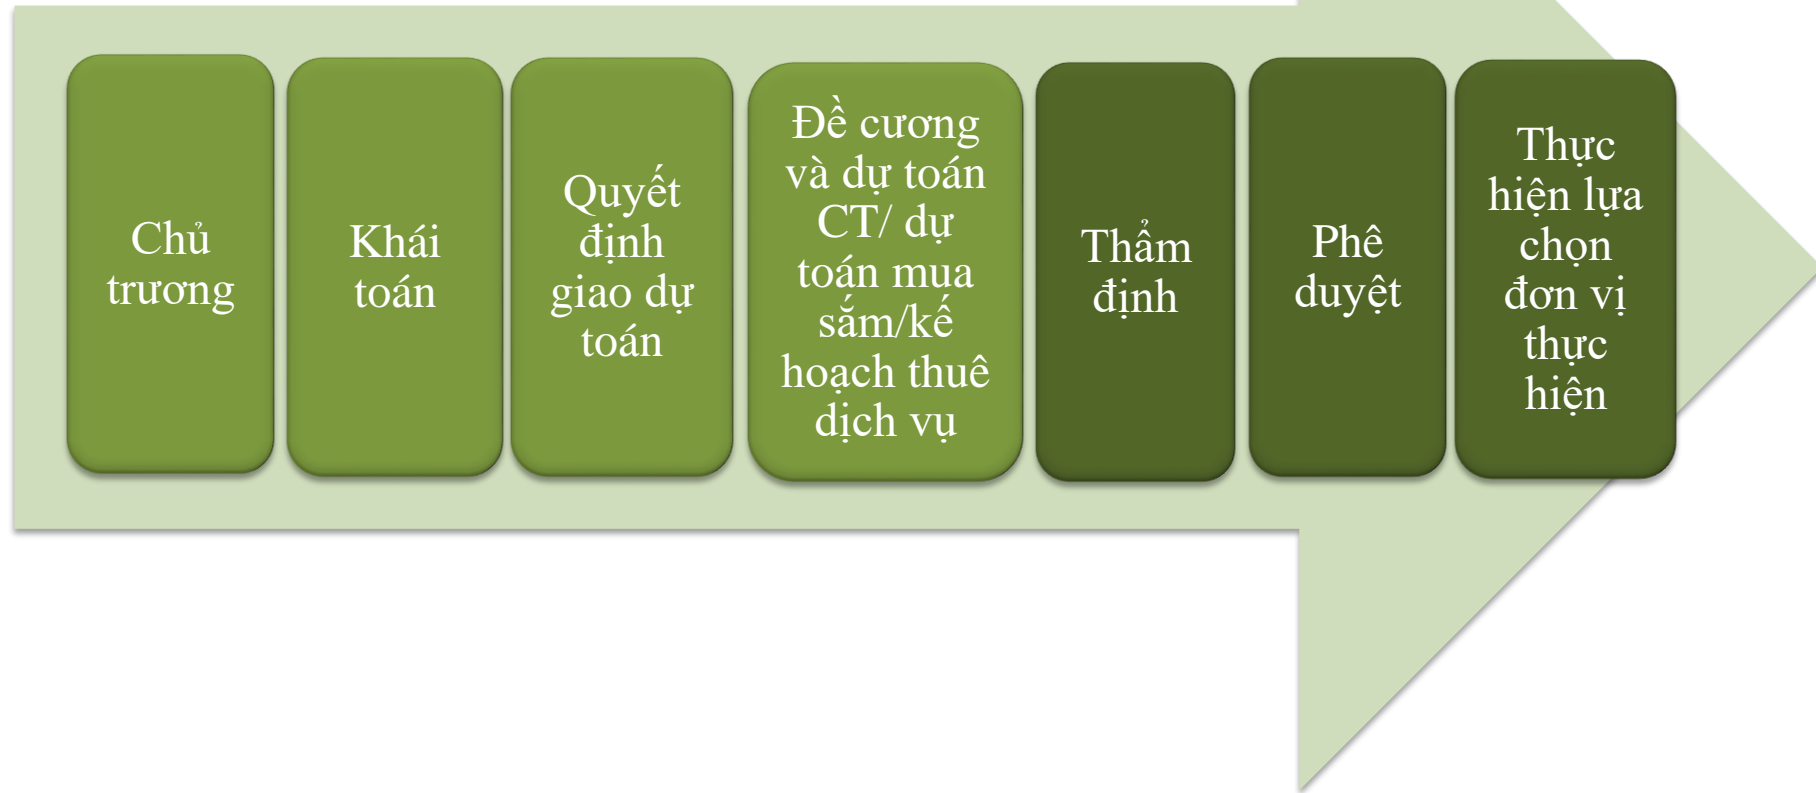 Chủ
trương
Khái
toán
Quyết
định
giao dự
toán
Đề cương
và dự toán
CT/ dự
toán mua
sắm/kế
hoạch thuê
dịch vụ
Thẩm
định
Phê
duyệt
Thực
hiện lựa
chọn
đơn vị
thực
hiện